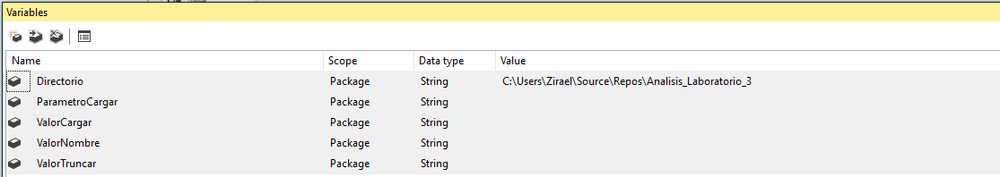 Variables
Name Scope Data type Value
Directorio Package String C:\Users\Zirael\Source\Repos\Analisis_Laboratorio_3
ParametroCargar Package String
ValorCargar Package String
ValorNombre Package String
ValorTruncar Package String